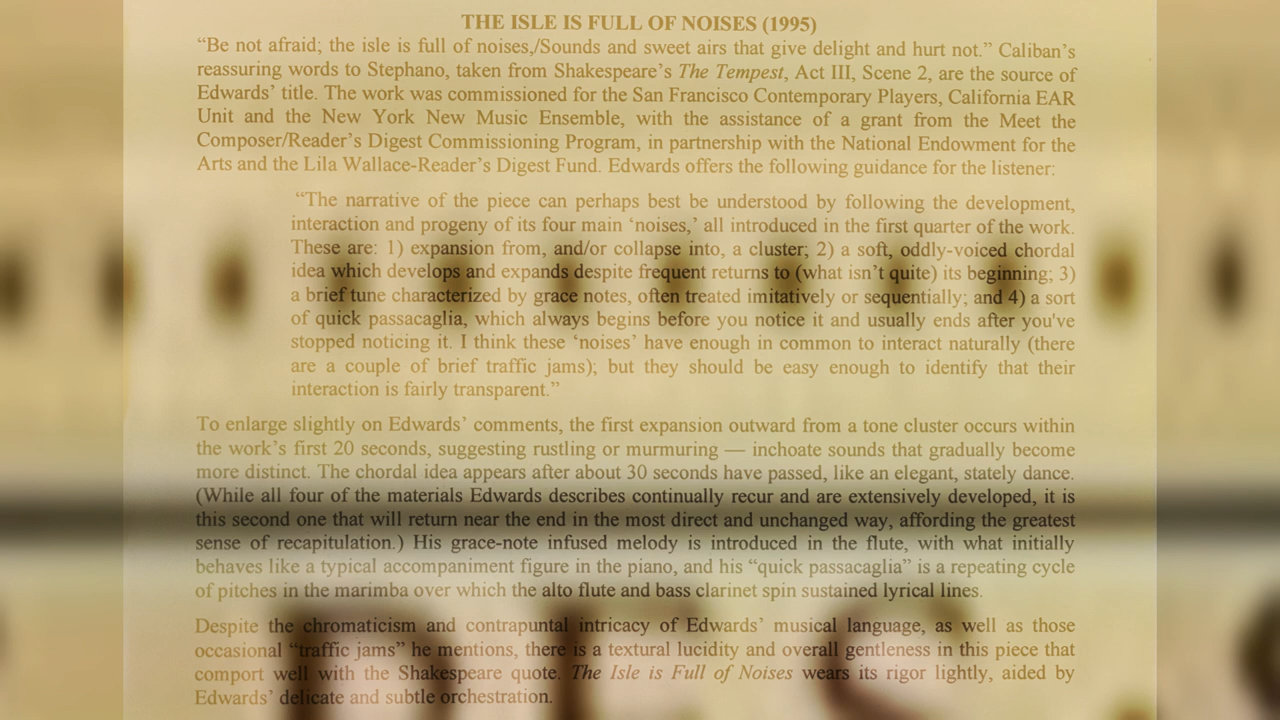 THE ISLE IS FULL OF NOISES (1995)
“Be not afraid; the isle is full of noises,/Sounds and sweet airs that give delight and hurt not.” Caliban’s
reassuring words to Stephano, taken from Shakespeare’s The Tempest, Act III, Scene 2, are the source of
Edwards’ title. The work was commissioned for the San Francisco Contemporary Players, California EAR
Unit and the New York New Music Ensemble, with the assistance of a grant from the Meet the
Composer/Reader’s Digest Commissioning Program, in partnership with the National Endowment for the
Arts and the Lila Wallace-Reader’s Digest Fund. Edwards offers the following guidance for the listener:
“The narrative of the piece can perhaps best be understood by following the development,
interaction and progeny of its four main ‘noises,’ all introduced in the first quarter of the work.
These are: 1) expansion from, and/or collapse into, a cluster; 2) a soft, oddly-voiced chordal
idea which develops and expands despite frequent returns to (what isn’t quite) its beginning; 3)
a brief tune characterized by grace notes, often treated imitatively or sequentially; and 4) a sort
of quick passacaglia, which always begins before you notice it and usually ends after you've
stopped noticing it. I think these ‘noises’ have enough in common to interact naturally (there
are a couple of brief traffic jams); but they should be easy enough to identify that their
interaction is fairly transparent.”
To enlarge slightly on Edwards’ comments, the first expansion outward from a tone cluster occurs within
the work’s first 20 seconds, suggesting rustling or murmuring — inchoate sounds that gradually become
more distinct. The chordal idea appears after about 30 seconds have passed, like an elegant, stately dance.
(While all four of the materials Edwards describes continually recur and are extensively developed, it is
this second one that will return near the end in the most direct and unchanged way, affording the greatest
sense of recapitulation.) His grace-note infused melody is introduced in the flute, with what initially
behaves like a typical accompaniment figure in the piano, and his “quick passacaglia” is a repeating cycle
of pitches in the marimba over which the alto flute and bass clarinet spin sustained lyrical lines.
Despite the chromaticism and contrapuntal intricacy of Edwards’ musical language, as well as those
occasional “traffic jams” he mentions, there is a textural lucidity and overall gentleness in this piece that
comport well with the Shakespeare quote. The Isle is Full of Noises wears its rigor lightly, aided by
Edwards’ delicate and subtle orchestration.